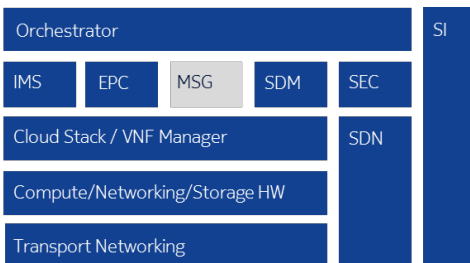 Orchestrator
SI
IMS
EPC
MSG
SDM
SEC
Cloud Stack / VNF Manager
SDN
Compute/Networking/Storage HW
Transport Networking